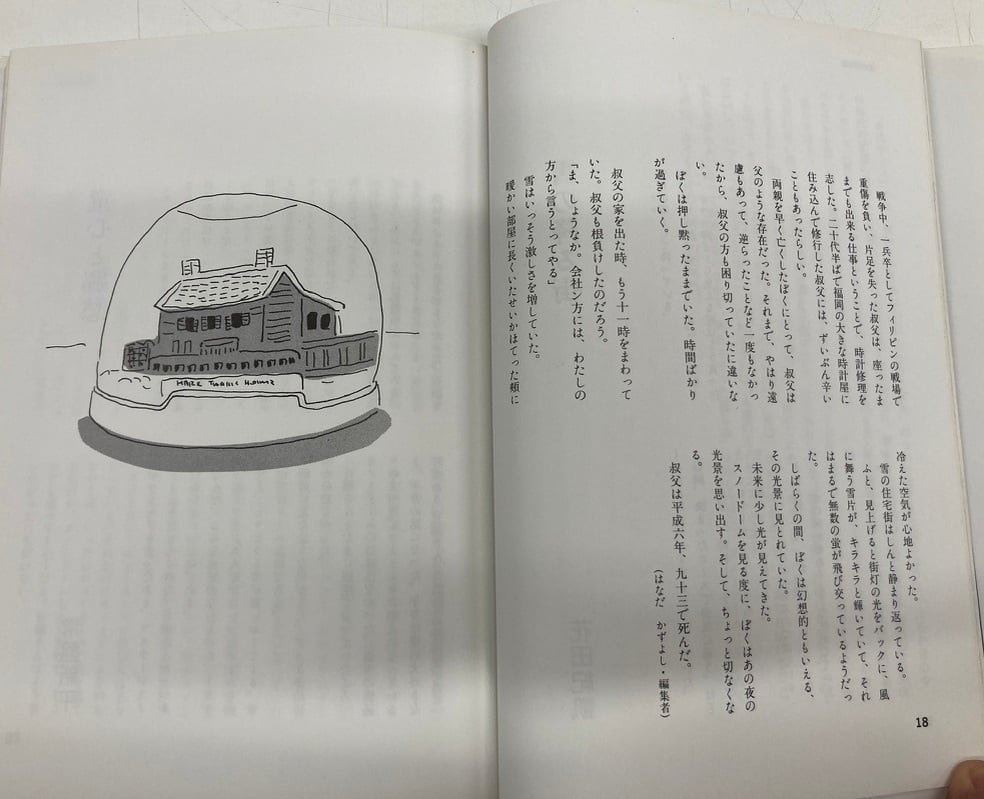 戦争中、一兵卒としてフィリピンの戦場で
重傷を負い、片足を失った叔父は、座ったま
までも出来る仕事ということで、時計修理を
志した。二十代半ばで福岡の大きな時計屋に
住み込んで修行した叔父には、ずいぶん辛い
こともあったらしい。
両親を早く亡くしたぼくにとって、叔父は
父のような存在だった。それまで、やはり遠
慮もあって、逆らったことなど一度もなかっ
たから、叔父の方も困り切っていたに違いな
い。
ぼくは押し黙ったままでいた。時間ばかり
が過ぎていく。
叔父の家を出た時、もう十一時をまわって
いた。叔父も根負けしたのだろう。
「ま、しょうなか。会社ン方には、わたしの
方から言うとってやる」
雪はいっそう激しさを増していた。
暖かい部屋に長くいたせいかほてった頬に
冷えた空気が心地よかった。
雪の住宅街はしんと静まり返っている。
ふと、見上げると街灯の光をバックに、風
に舞う雪片が、キラキラと輝いていて、それ
はまるで無数の蛍が飛び交っているようだっ
た。
しばらくの間、ぼくは幻想的ともいえる、
その光景に見とれていた。
未来に少し光が見えてきた。
スノードームを見る度に、ぼくはあの夜の
光景を思い出す。そして、ちょっと切なくな
る。
叔父は平成六年、九十三で死んだ。
(はなだ　かずよし・編集者)
18
MARK TWAIN HOUSE